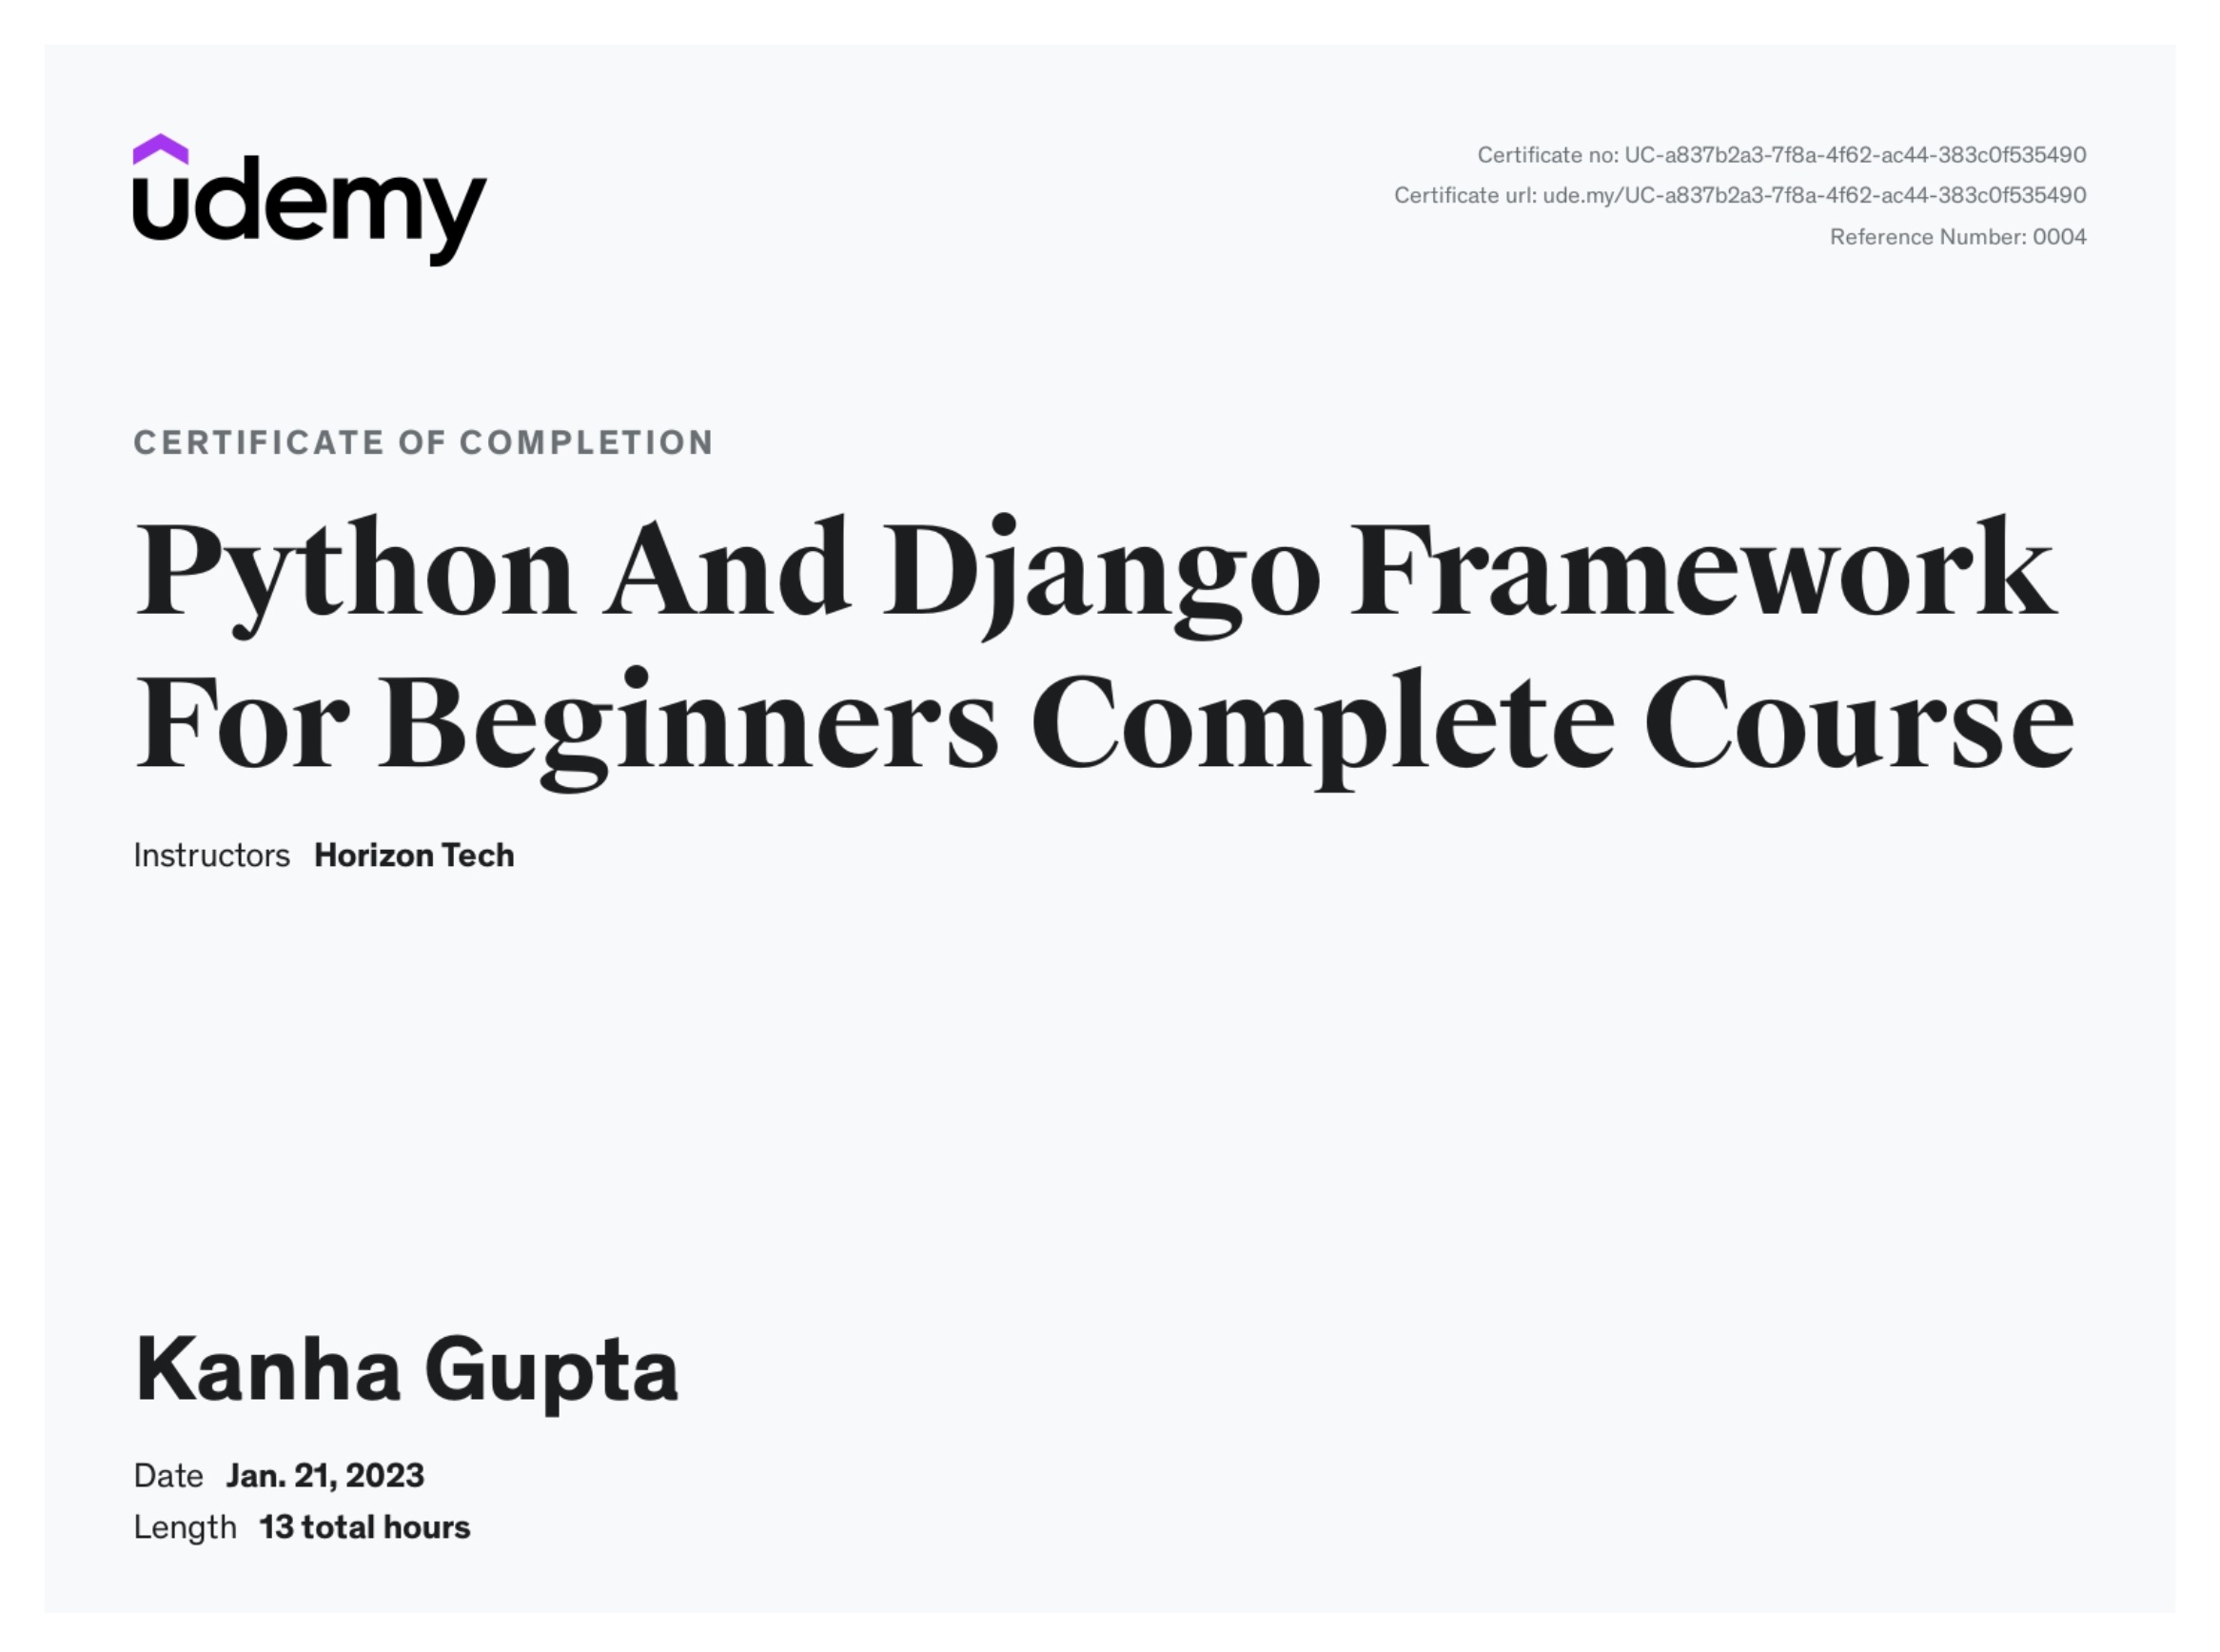 udemy
Certificate no: UC-a837b2a3-7f8a-4f62-ac44-383c0f535490
Certificate url: ude.my/UC-a837b2a3-7f8a-4f62-ac44-383c0f535490
Reference Number: 0004
CERTIFICATE OF COMPLETION
Python And Django Framework
For Beginners Complete Course
Instructors Horizon Tech
Kanha Gupta
Date Jan. 21, 2023
Length 13 total hours